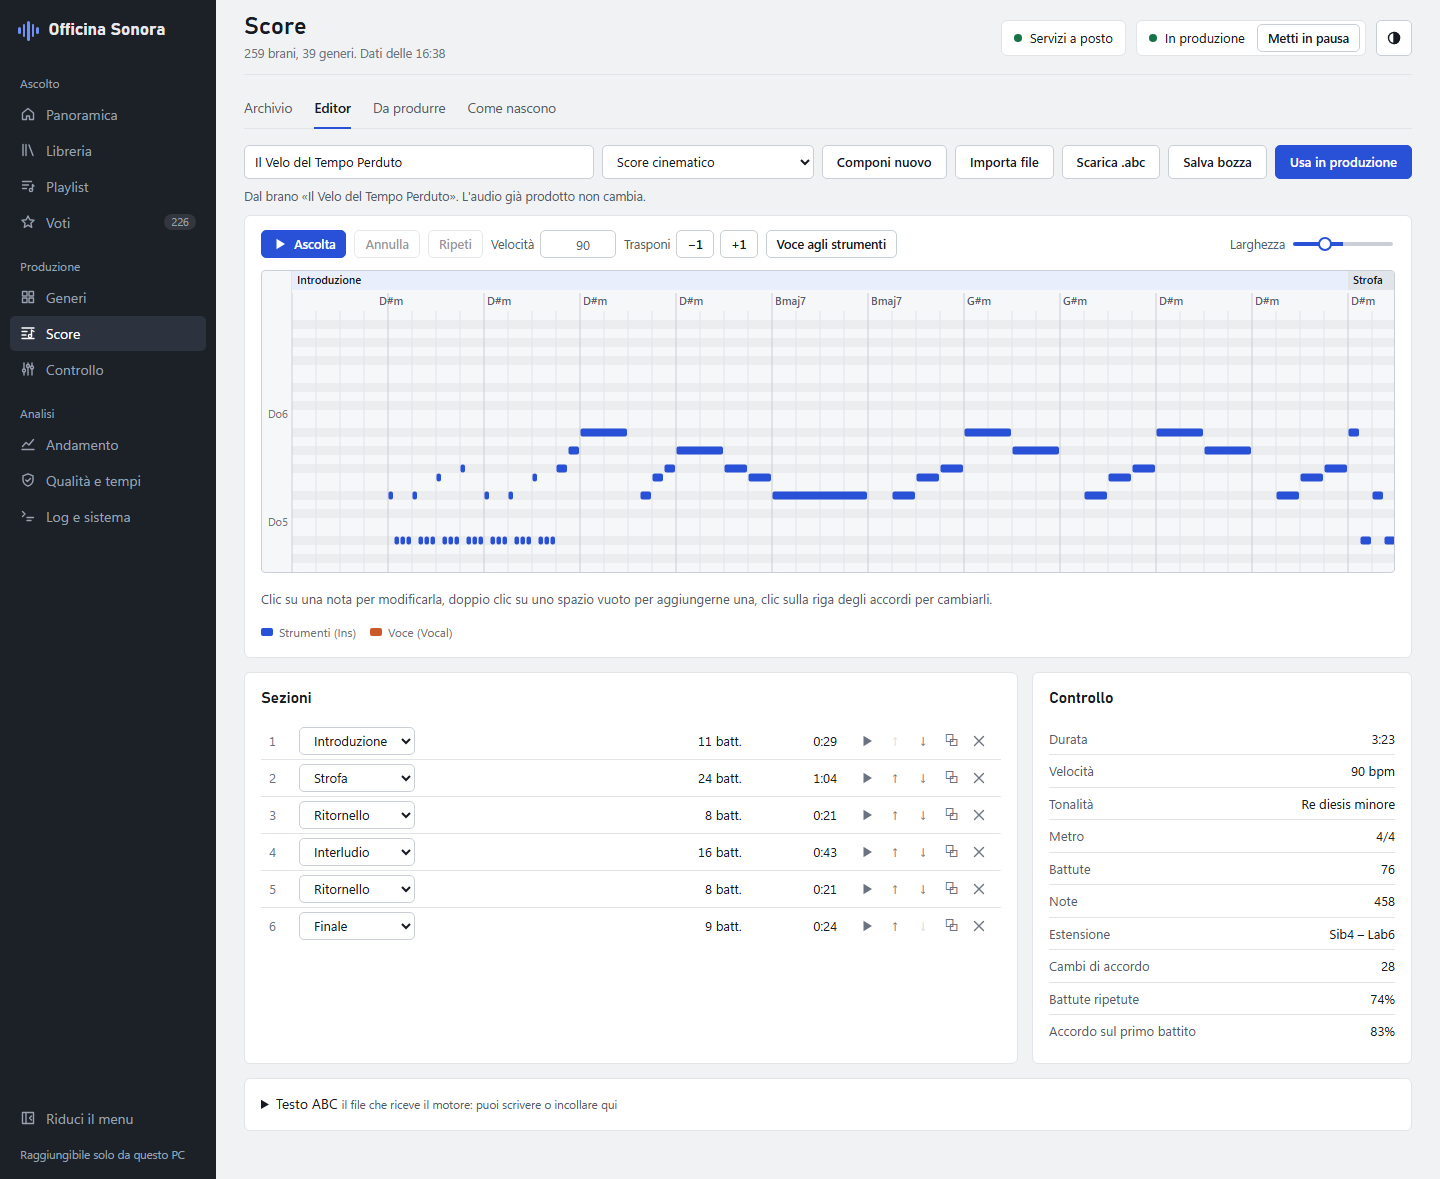 Officina Sonora
Ascolto
Panoramica
Libreria
Playlist
Voti 226
Produzione
Generi
Score
Controllo
Analisi
Andamento
Qualità e tempi
Log e sistema
Riduci il menu
Raggiungibile solo da questo PC
Score
259 brani, 39 generi. Dati delle 16:38
Servizi a posto
In produzione Metti in pausa
Archivio Editor Da produrre Come nascono
Il Velo del Tempo Perduto Score cinematico Componi nuovo Importa file Scarica .abc Salva bozza Usa in produzione
Dal brano «Il Velo del Tempo Perduto». L'audio già prodotto non cambia.
Ascolta Annulla Ripeti Velocità 90 Trasponi −1 +1 Voce agli strumenti Larghezza
Introduzione Strofa
D#m D#m D#m D#m Bmaj7 Bmaj7 G#m G#m D#m D#m D#m
Do6
Do5
Clic su una nota per modificarla, doppio clic su uno spazio vuoto per aggiungerne una, clic sulla riga degli accordi per cambiarli.
Strumenti (Ins) Voce (Vocal)
Sezioni
1 Introduzione 11 batt. 0:29 ↑ ↓
2 Strofa 24 batt. 1:04 ↑ ↓
3 Ritornello 8 batt. 0:21 ↑ ↓
4 Interludio 16 batt. 0:43 ↑ ↓
5 Ritornello 8 batt. 0:21 ↑ ↓
6 Finale 9 batt. 0:24 ↑ ↓
Controllo
Durata 3:23
Velocità 90 bpm
Tonalità Re diesis minore
Metro 4/4
Battute 76
Note 458
Estensione Sib4 – Lab6
Cambi di accordo 28
Battute ripetute 74%
Accordo sul primo battito 83%
Testo ABC il file che riceve il motore: puoi scrivere o incollare qui